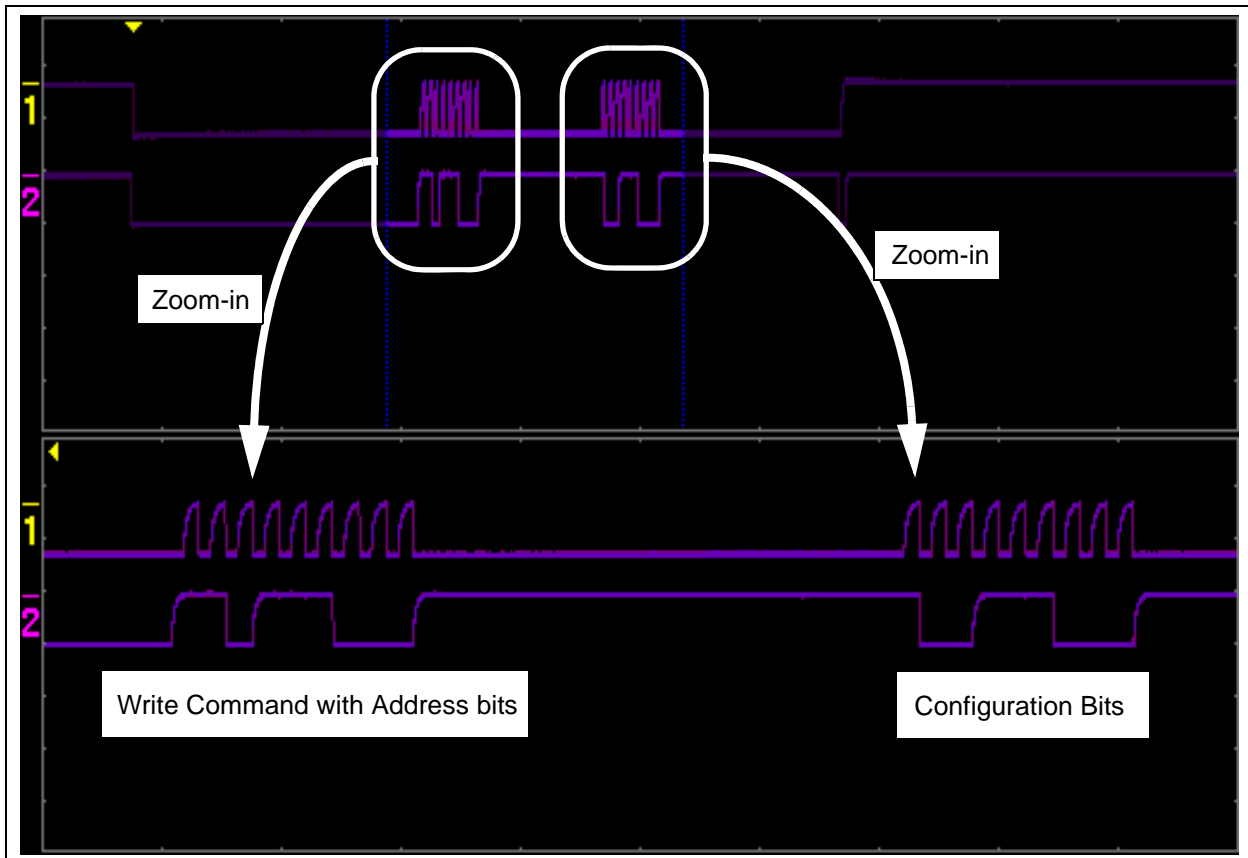 1
2
Zoom-in
Zoom-in
1
2
Write Command with Address bits
Configuration Bits